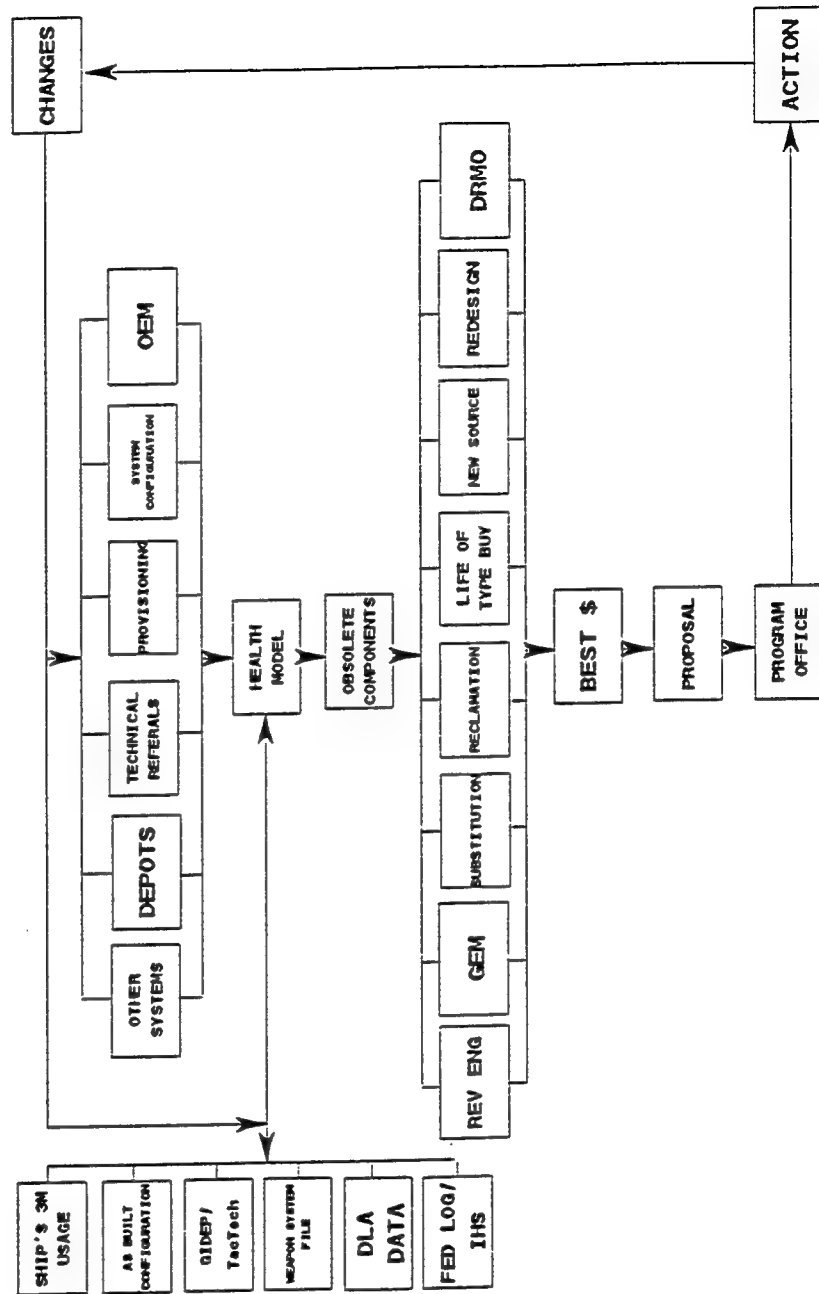 CHANGES
OTHER
SYSTEMS
DEPOTS
TECHNICAL
REFERALS
PROVISIONING
SYSTEM
CONFIGURATION
OEM
SHIP'S 3M
USAGE
AS BUILT
CONFIGURATION
GIDEP/
TacTech
WEAPON SYSTEM
FILE
DLA
DATA
FED LOG/
IHS
HEALTH
MODEL
OBSOLETE
COMPONENTS
REV ENG
GEM
SUBSTITUTION
RECLAMATION
LIFE OF
TYPE BUY
NEW SOURCE
REDESIGN
DRMO
BEST $
PROPOSAL
PROGRAM
OFFICE
ACTION